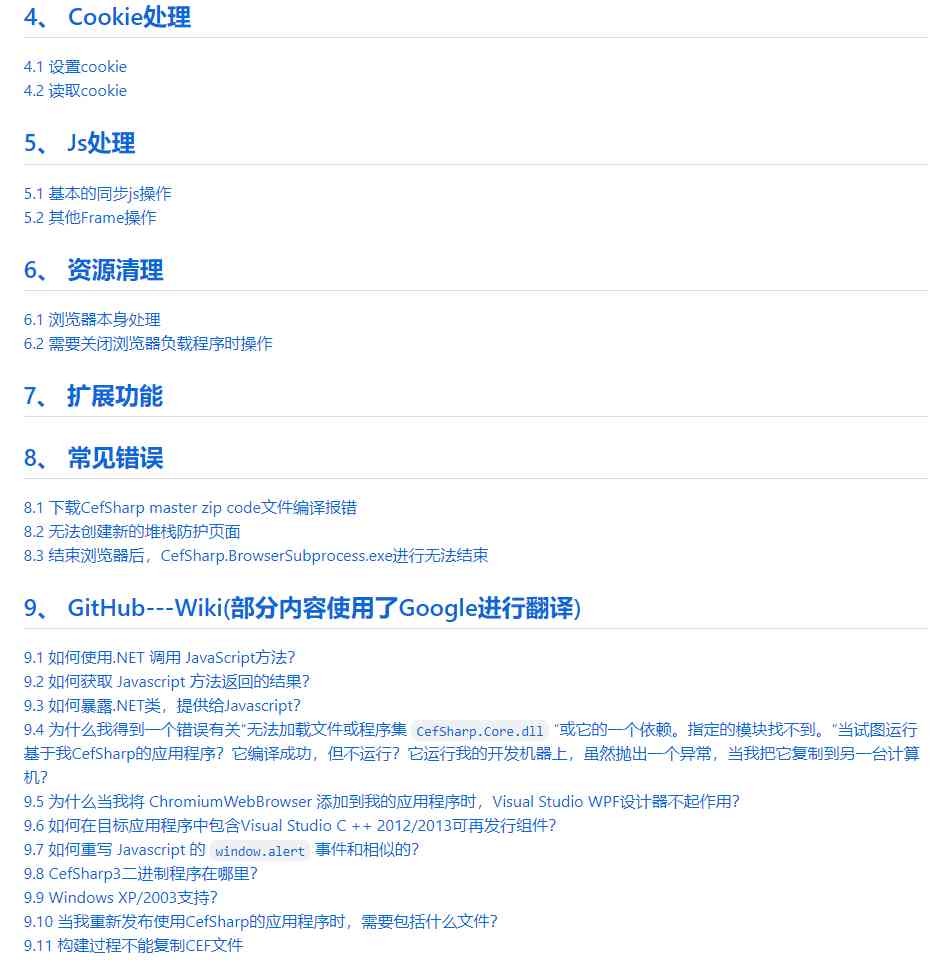 4、 Cookie处理
4.1 设置cookie
4.2 读取cookie
5、 Js处理
5.1 基本的同步js操作
5.2 其他Frame操作
6、 资源清理
6.1 浏览器本身处理
6.2 需要关闭浏览器负载程序时操作
7、 扩展功能
8、 常见错误
8.1 下载CefSharp master zip code文件编译报错
8.2 无法创建新的堆栈防护页面
8.3 结束浏览器后，CefSharp.BrowserSubprocess.exe进行无法结束
9、 GitHub---Wiki(部分内容使用了Google进行翻译)
9.1 如何使用.NET 调用 JavaScript方法？
9.2 如何获取 Javascript 方法返回的结果？
9.3 如何暴露.NET类，提供给Javascript？
9.4 为什么我得到一个错误有关"无法加载文件或程序集 CefSharp.Core.dll "或它的一个依赖。指定的模块找不到。"当试图运行
基于我CefSharp的应用程序？它编译成功，但不运行？它运行我的开发机器上，虽然抛出一个异常，当我把它复制到另一台计算
机？
9.5 为什么当我将 ChromiumWebBrowser 添加到我的应用程序时，Visual Studio WPF设计器不起作用？
9.6 如何在目标应用程序中包含Visual Studio C ++ 2012/2013可再发行组件？
9.7 如何重写 Javascript 的 window.alert 事件和相似的？
9.8 CefSharp3二进制程序在哪里？
9.9 Windows XP/2003支持？
9.10 当我重新发布使用CefSharp的应用程序时，需要包括什么文件？
9.11 构建过程不能复制CEF文件